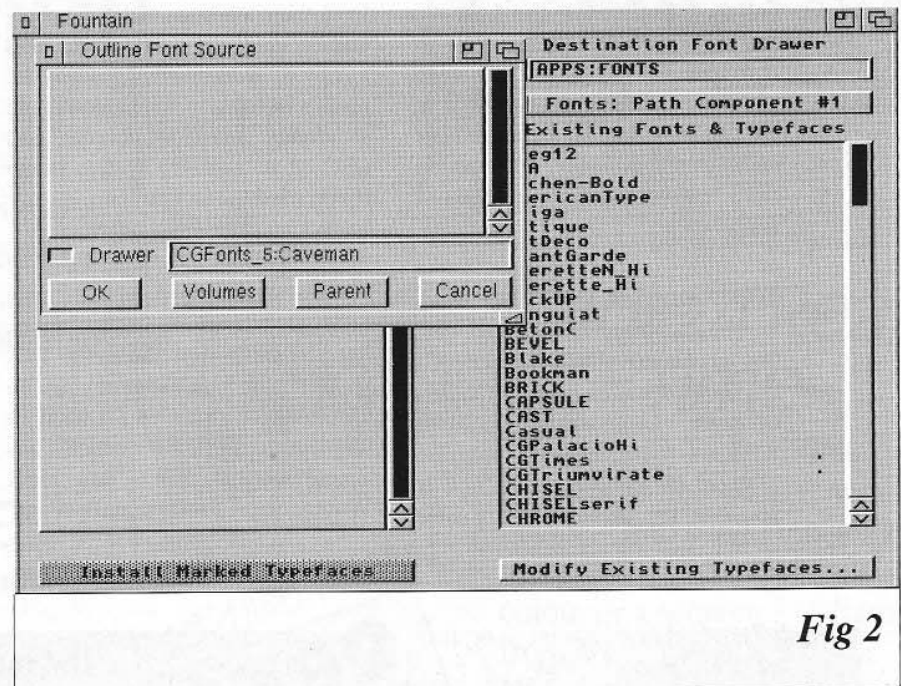 Fountain
Outline Font Source
Drawer CGFonts_5:Caveman
OK Volumes Parent Cancel
Destination Font Drawer
APPS:FONTS
Fonts: Path Component #1
Existing Fonts & Typefaces
eg12
A
chen-Bold
ericanType
iga
tique
tDeco
antGarde
eretteN_Hi
erette_Hi
ckUP
nguiat
BetonC
BEVEL
Blake
Bookman
BRICK
CAPSULE
CAST
Casual
CGPalacioHi
CGTimes
CGTriumvirate
CHISEL
CHISELserif
CHROME
Install Marked Typefaces
Modify Existing Typefaces...
Fig 2